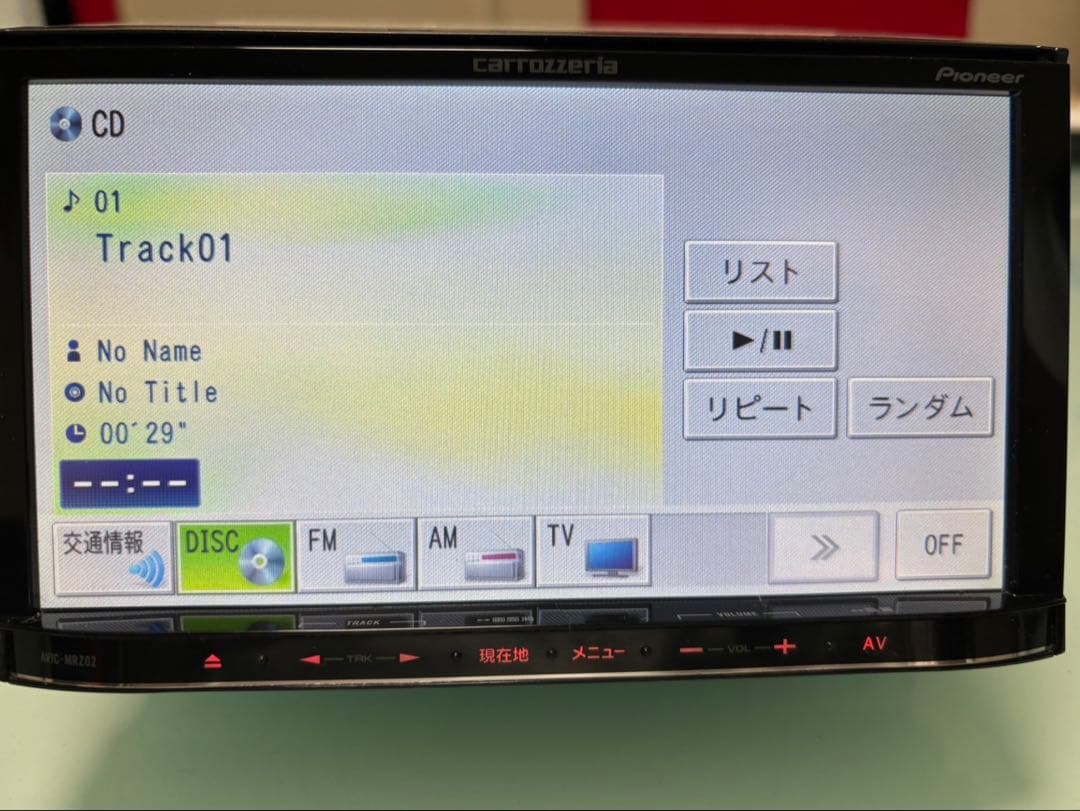 carrozzeria
Pioneer
CD
♪ 01
Track01
No Name
No Title
00´29"
--:--
リスト
▶/❚❚
リピート
ランダム
交通情報
DISC
FM
AM
TV
≫
OFF
TRACK
VOLUME
AVIC-MRZ02
TRK
現在地
メニュー
− VOL +
AV